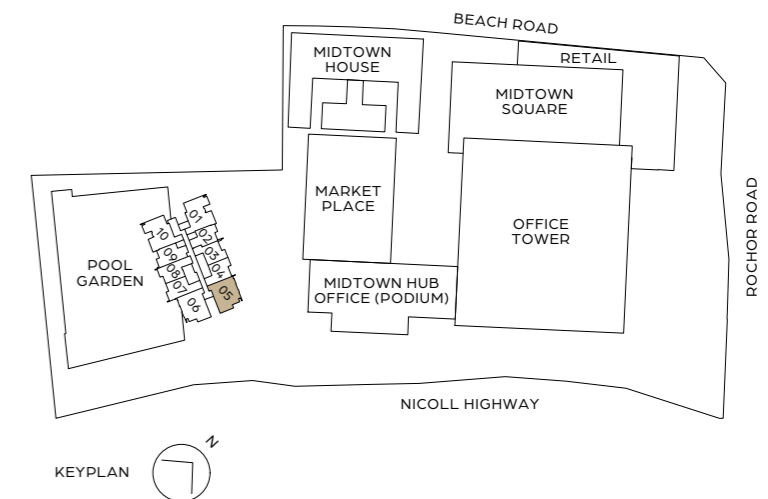 BEACH ROAD
MIDTOWN
HOUSE
RETAIL
MIDTOWN
SQUARE
MARKET
PLACE
OFFICE
TOWER
ROCHOR ROAD
POOL
GARDEN
01
02
03
04
05
10
09
08
07
06
MIDTOWN HUB
OFFICE (PODIUM)
NICOLL HIGHWAY
KEYPLAN
N